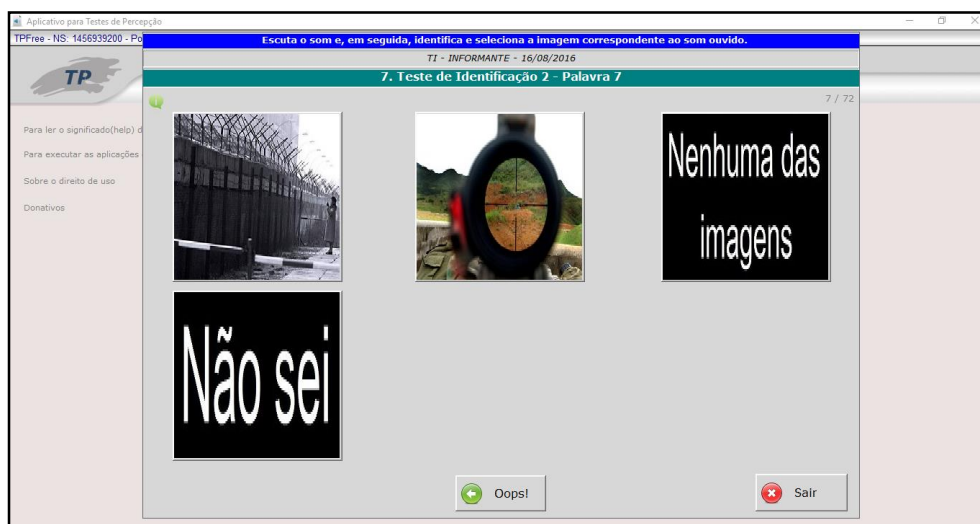 Aplicativo para Testes de Percepção
TPFree - NS: 1456939200 - Po
Escuta o som e, em seguida, identifica e seleciona a imagem correspondente ao som ouvido.
TI - INFORMANTE - 16/08/2016
7. Teste de Identificação 2 - Palavra 7
7 / 72
TP
Para ler o significado(help) d
Para executar as aplicações
Sobre o direito de uso
Donativos
Nenhuma das
imagens
Não sei
Oops!
Sair